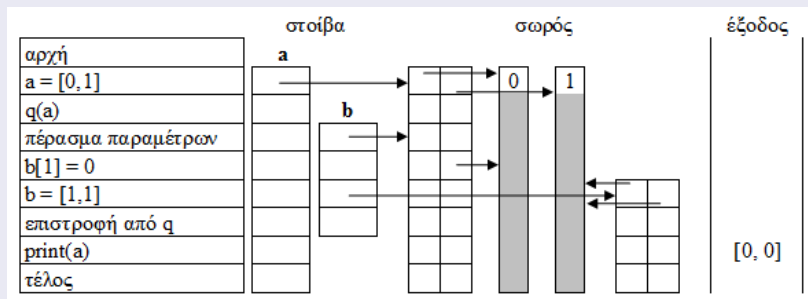 στοίβα σωρός έξοδος
αρχή a
a = [0, 1] 0 1
q(a)
πέρασμα παραμέτρων b
b[1] = 0
b = [1,1]
επιστροφή από q
print(a) [0, 0]
τέλος